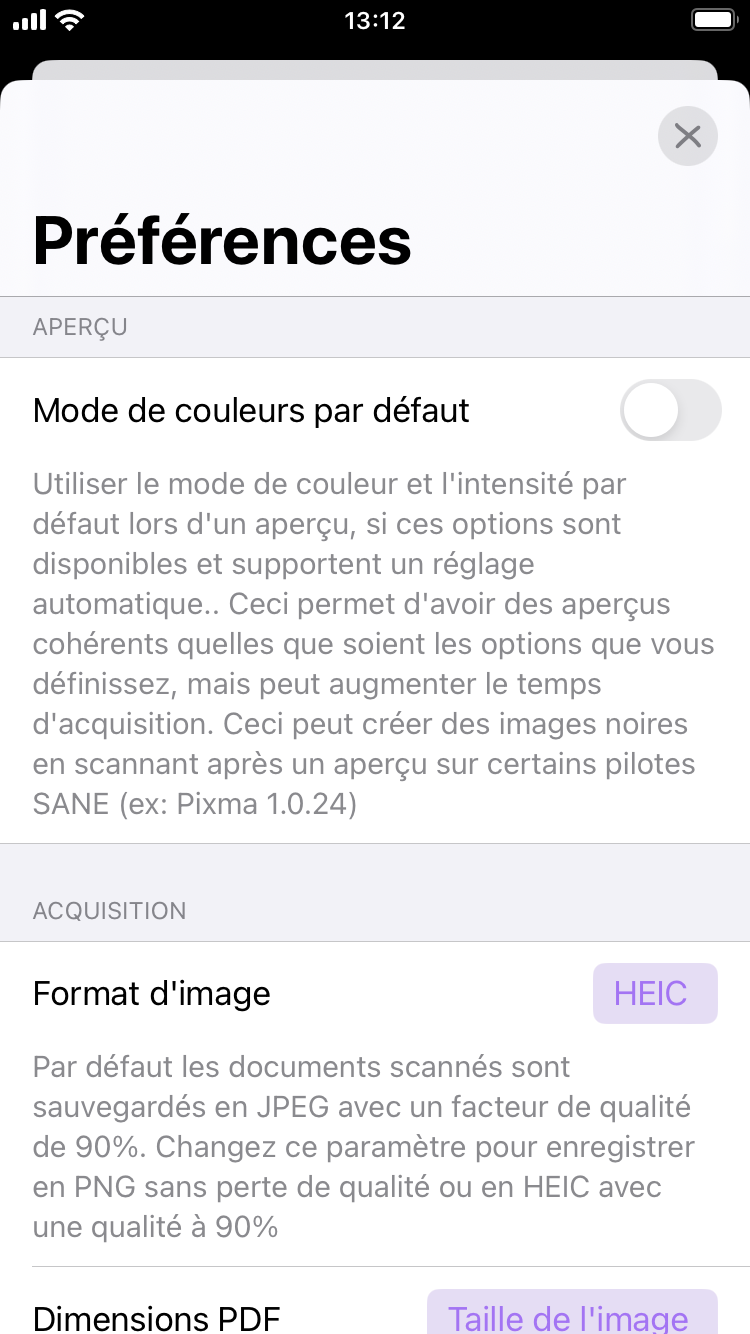 13:12
Préférences
APERÇU
Mode de couleurs par défaut
Utiliser le mode de couleur et l'intensité par
défaut lors d'un aperçu, si ces options sont
disponibles et supportent un réglage
automatique.. Ceci permet d'avoir des aperçus
cohérents quelles que soient les options que vous
définissez, mais peut augmenter le temps
d'acquisition. Ceci peut créer des images noires
en scannant après un aperçu sur certains pilotes
SANE (ex: Pixma 1.0.24)
ACQUISITION
Format d'image HEIC
Par défaut les documents scannés sont
sauvegardés en JPEG avec un facteur de qualité
de 90%. Changez ce paramètre pour enregistrer
en PNG sans perte de qualité ou en HEIC avec
une qualité à 90%
Dimensions PDF Taille de l'image